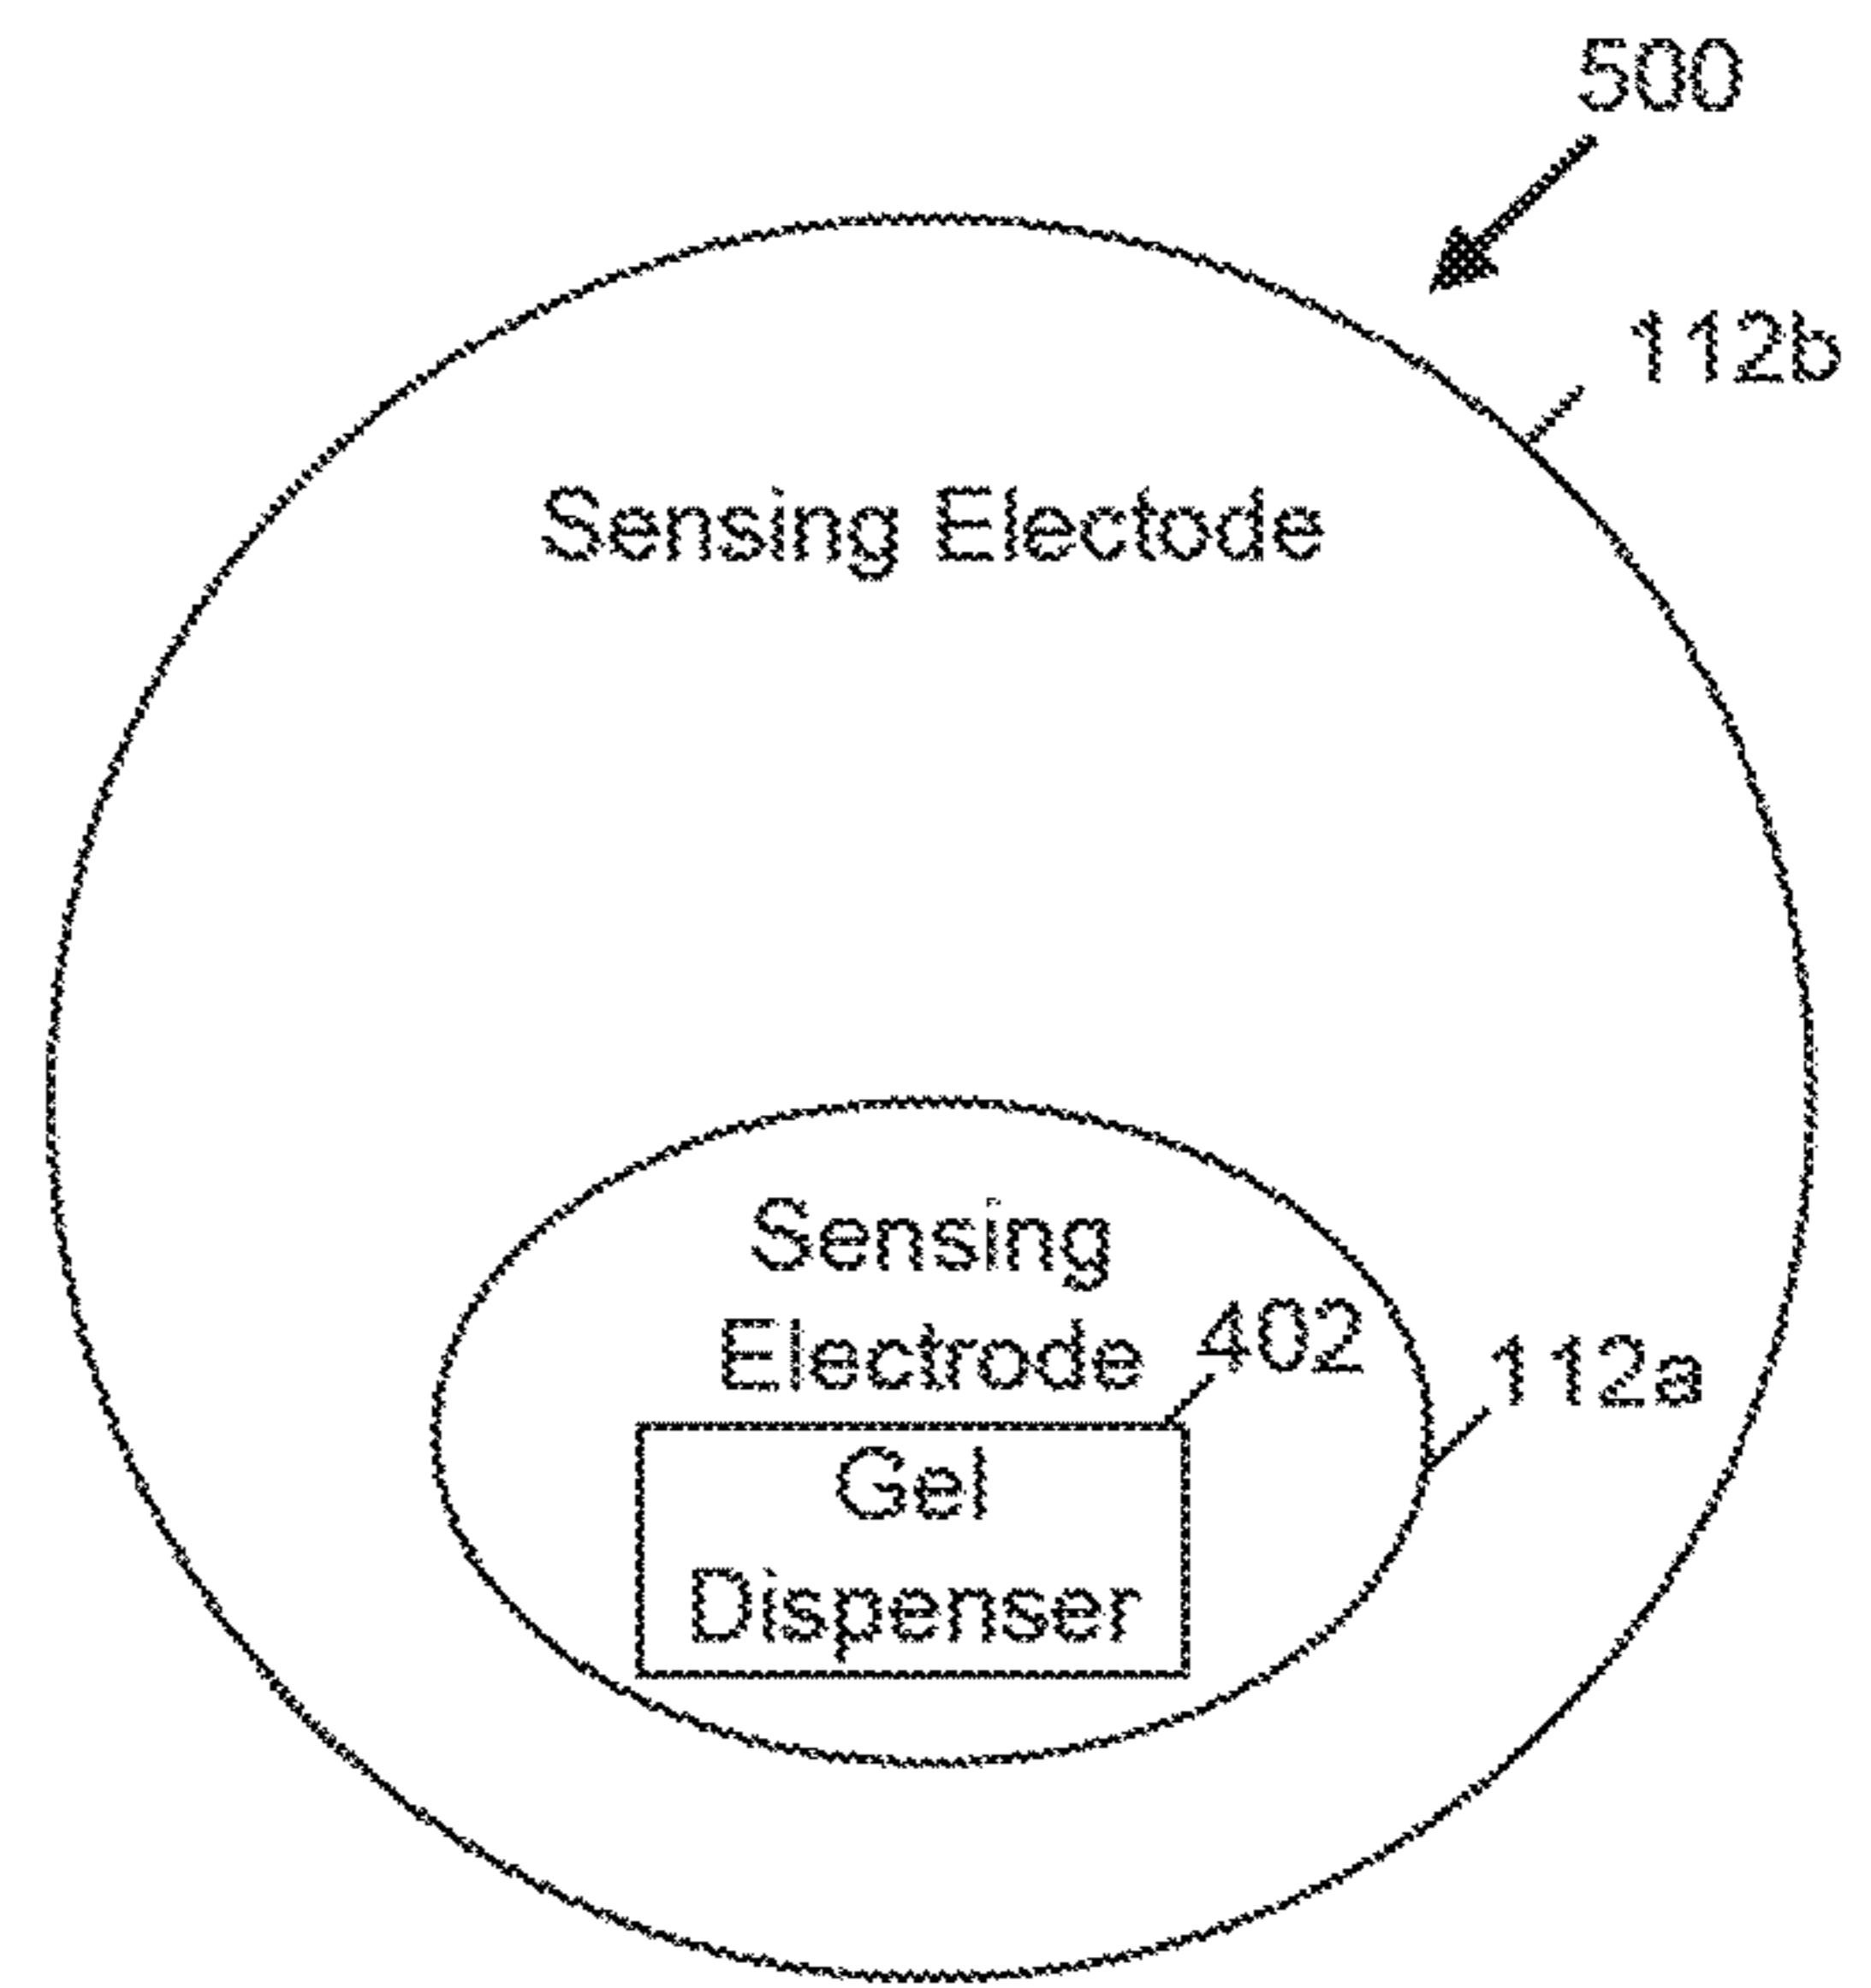 500
112b
Sensing Electode
Sensing
Electrode
402
112a
Gel
Dispenser